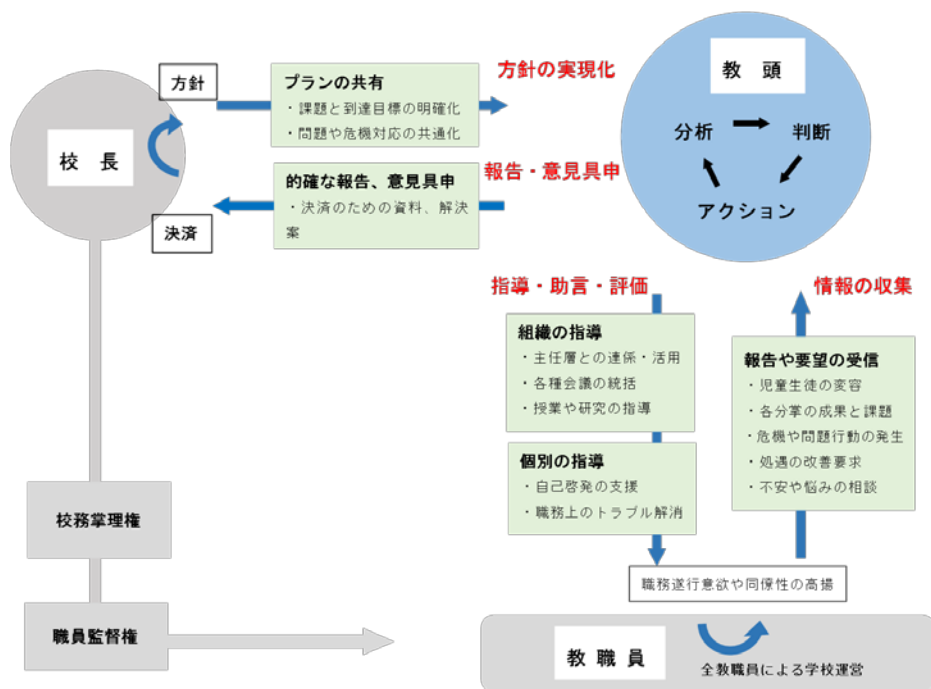 方針
プランの共有
・課題と到達目標の明確化
・問題や危機対応の共通化
方針の実現化
教 頭
分析
判断
アクション
校 長
的確な報告、意見具申
・決済のための資料、解決
案
報告・意見具申
決済
指導・助言・評価
情報の収集
組織の指導
・主任層との連係・活用
・各種会議の統括
・授業や研究の指導
個別の指導
・自己啓発の支援
・職務上のトラブル解消
報告や要望の受信
・児童生徒の変容
・各分掌の成果と課題
・危機や問題行動の発生
・処遇の改善要求
・不安や悩みの相談
校務掌理権
職員監督権
職務遂行意欲や同僚性の高揚
教 職 員
全教職員による学校運営